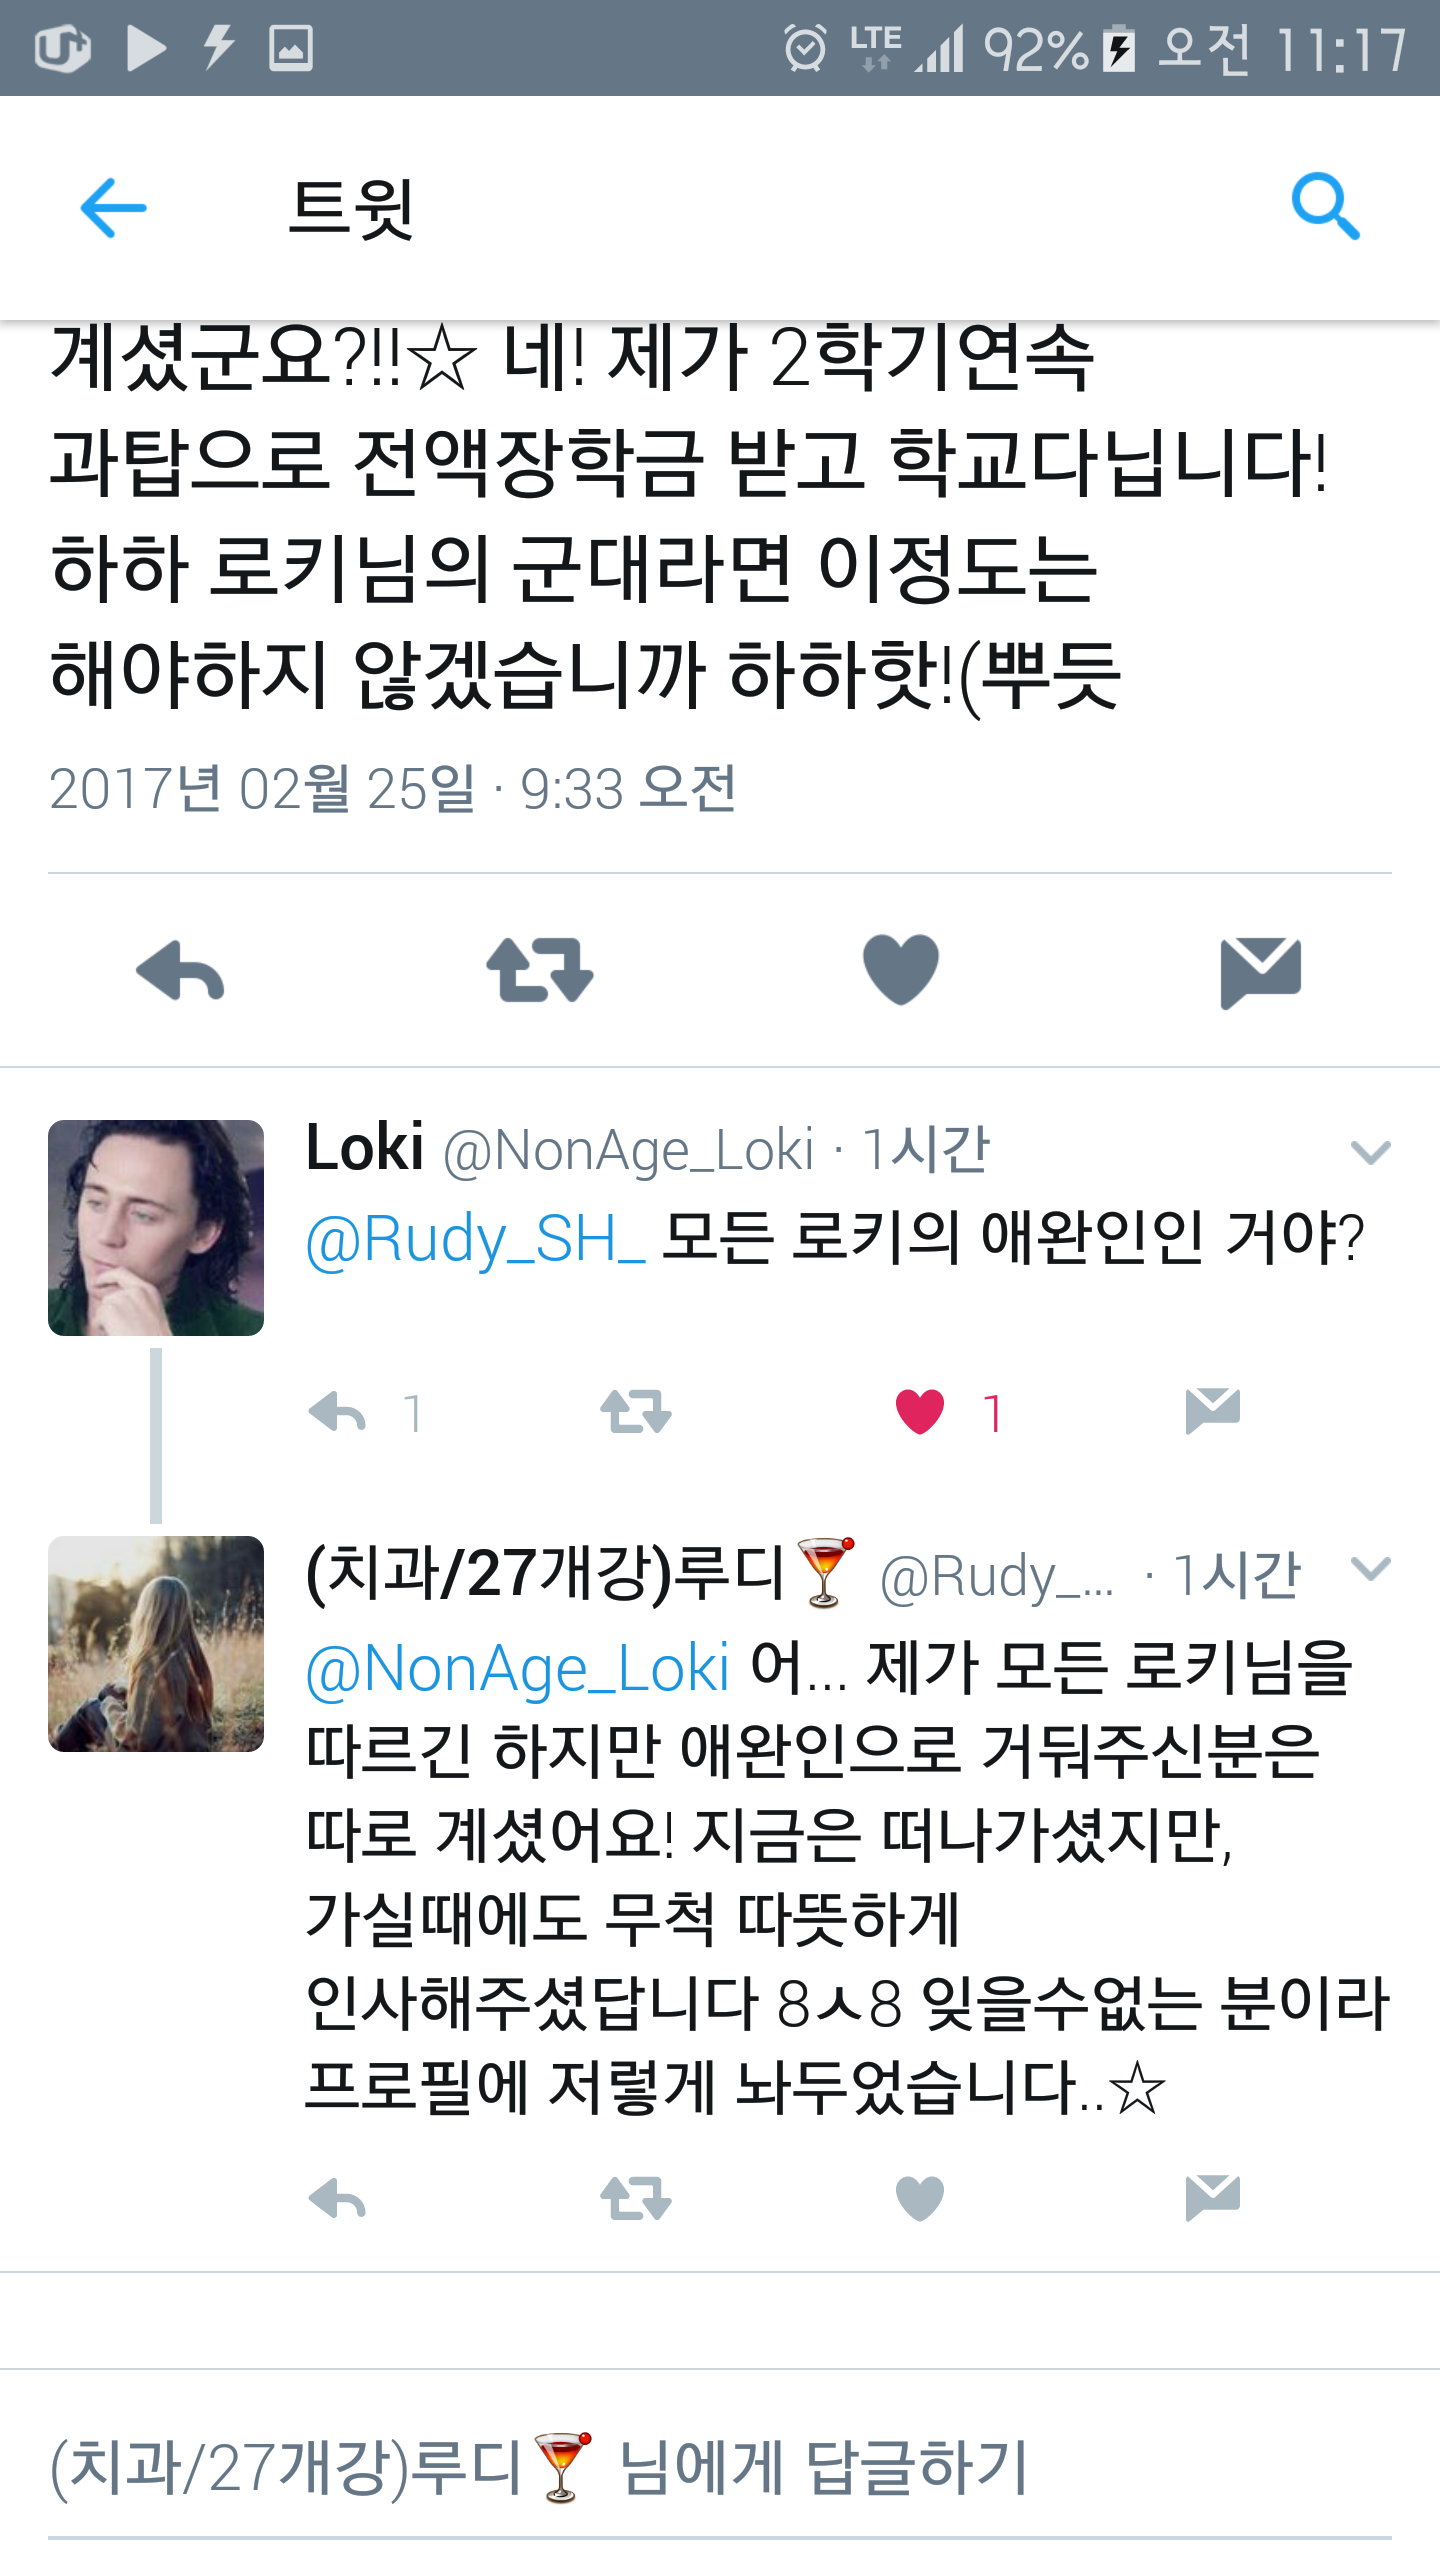 U+ LTE 92% 오전 11:17
트윗
계셨군요?!!☆ 네! 제가 2학기연속
과탑으로 전액장학금 받고 학교다닙니다!
하하 로키님의 군대라면 이정도는
해야하지 않겠습니까 하하핫!(뿌듯
2017년 02월 25일 · 9:33 오전
Loki @NonAge_Loki · 1시간
@Rudy_SH_ 모든 로키의 애완인인 거야?
1 1
(치과/27개강)루디🍸 @Rudy_... · 1시간
@NonAge_Loki 어... 제가 모든 로키님을
따르긴 하지만 애완인으로 거둬주신분은
따로 계셨어요! 지금은 떠나가셨지만,
가실때에도 무척 따뜻하게
인사해주셨답니다 8ㅅ8 잊을수없는 분이라
프로필에 저렇게 놔두었습니다..☆
(치과/27개강)루디🍸 님에게 답글하기